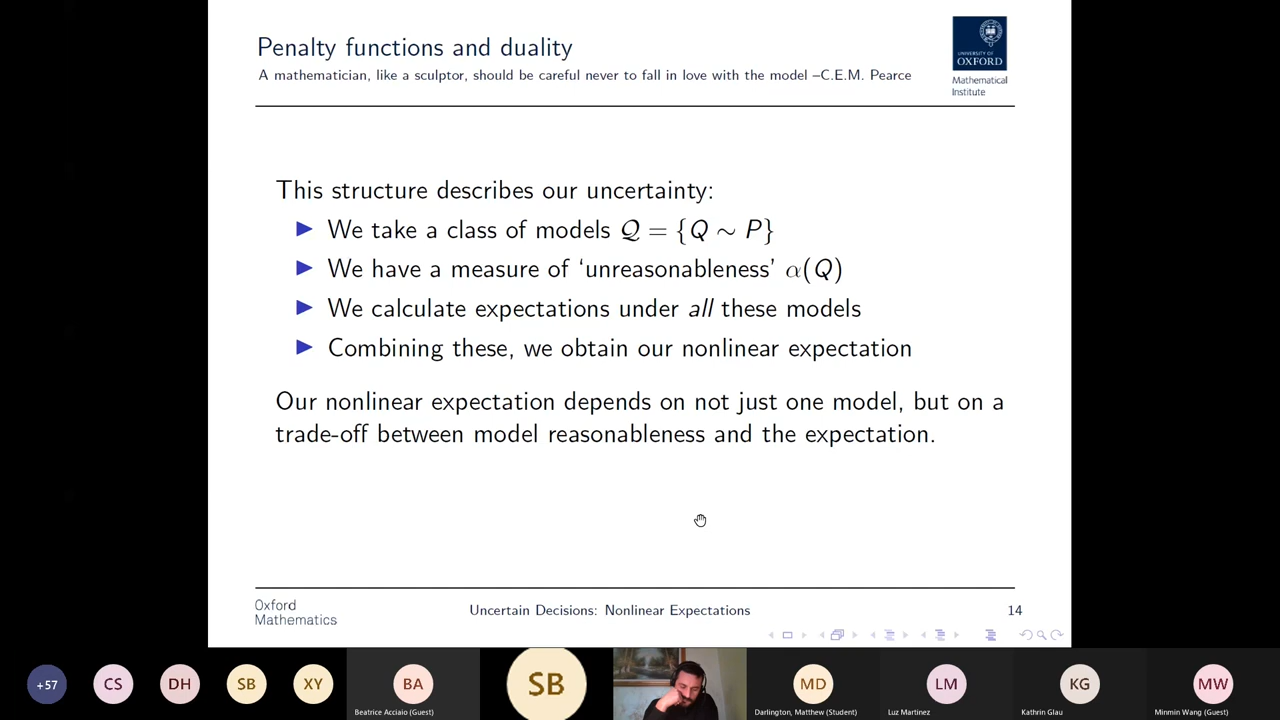 Penalty functions and duality
A mathematician, like a sculptor, should be careful never to fall in love with the model –C.E.M. Pearce
UNIVERSITY OF
OXFORD
Mathematical
Institute
This structure describes our uncertainty:
We take a class of models 𝒬 = {Q ∼ P}
We have a measure of ‘unreasonableness’ α(Q)
We calculate expectations under all these models
Combining these, we obtain our nonlinear expectation
Our nonlinear expectation depends on not just one model, but on a
trade-off between model reasonableness and the expectation.
Oxford
Mathematics
Uncertain Decisions: Nonlinear Expectations
14
+57
CS
DH
SB
XY
BA
Beatrice Acciaio (Guest)
SB
MD
Darlington, Matthew (Student)
LM
Luz Martinez
KG
Kathrin Glau
MW
Minmin Wang (Guest)